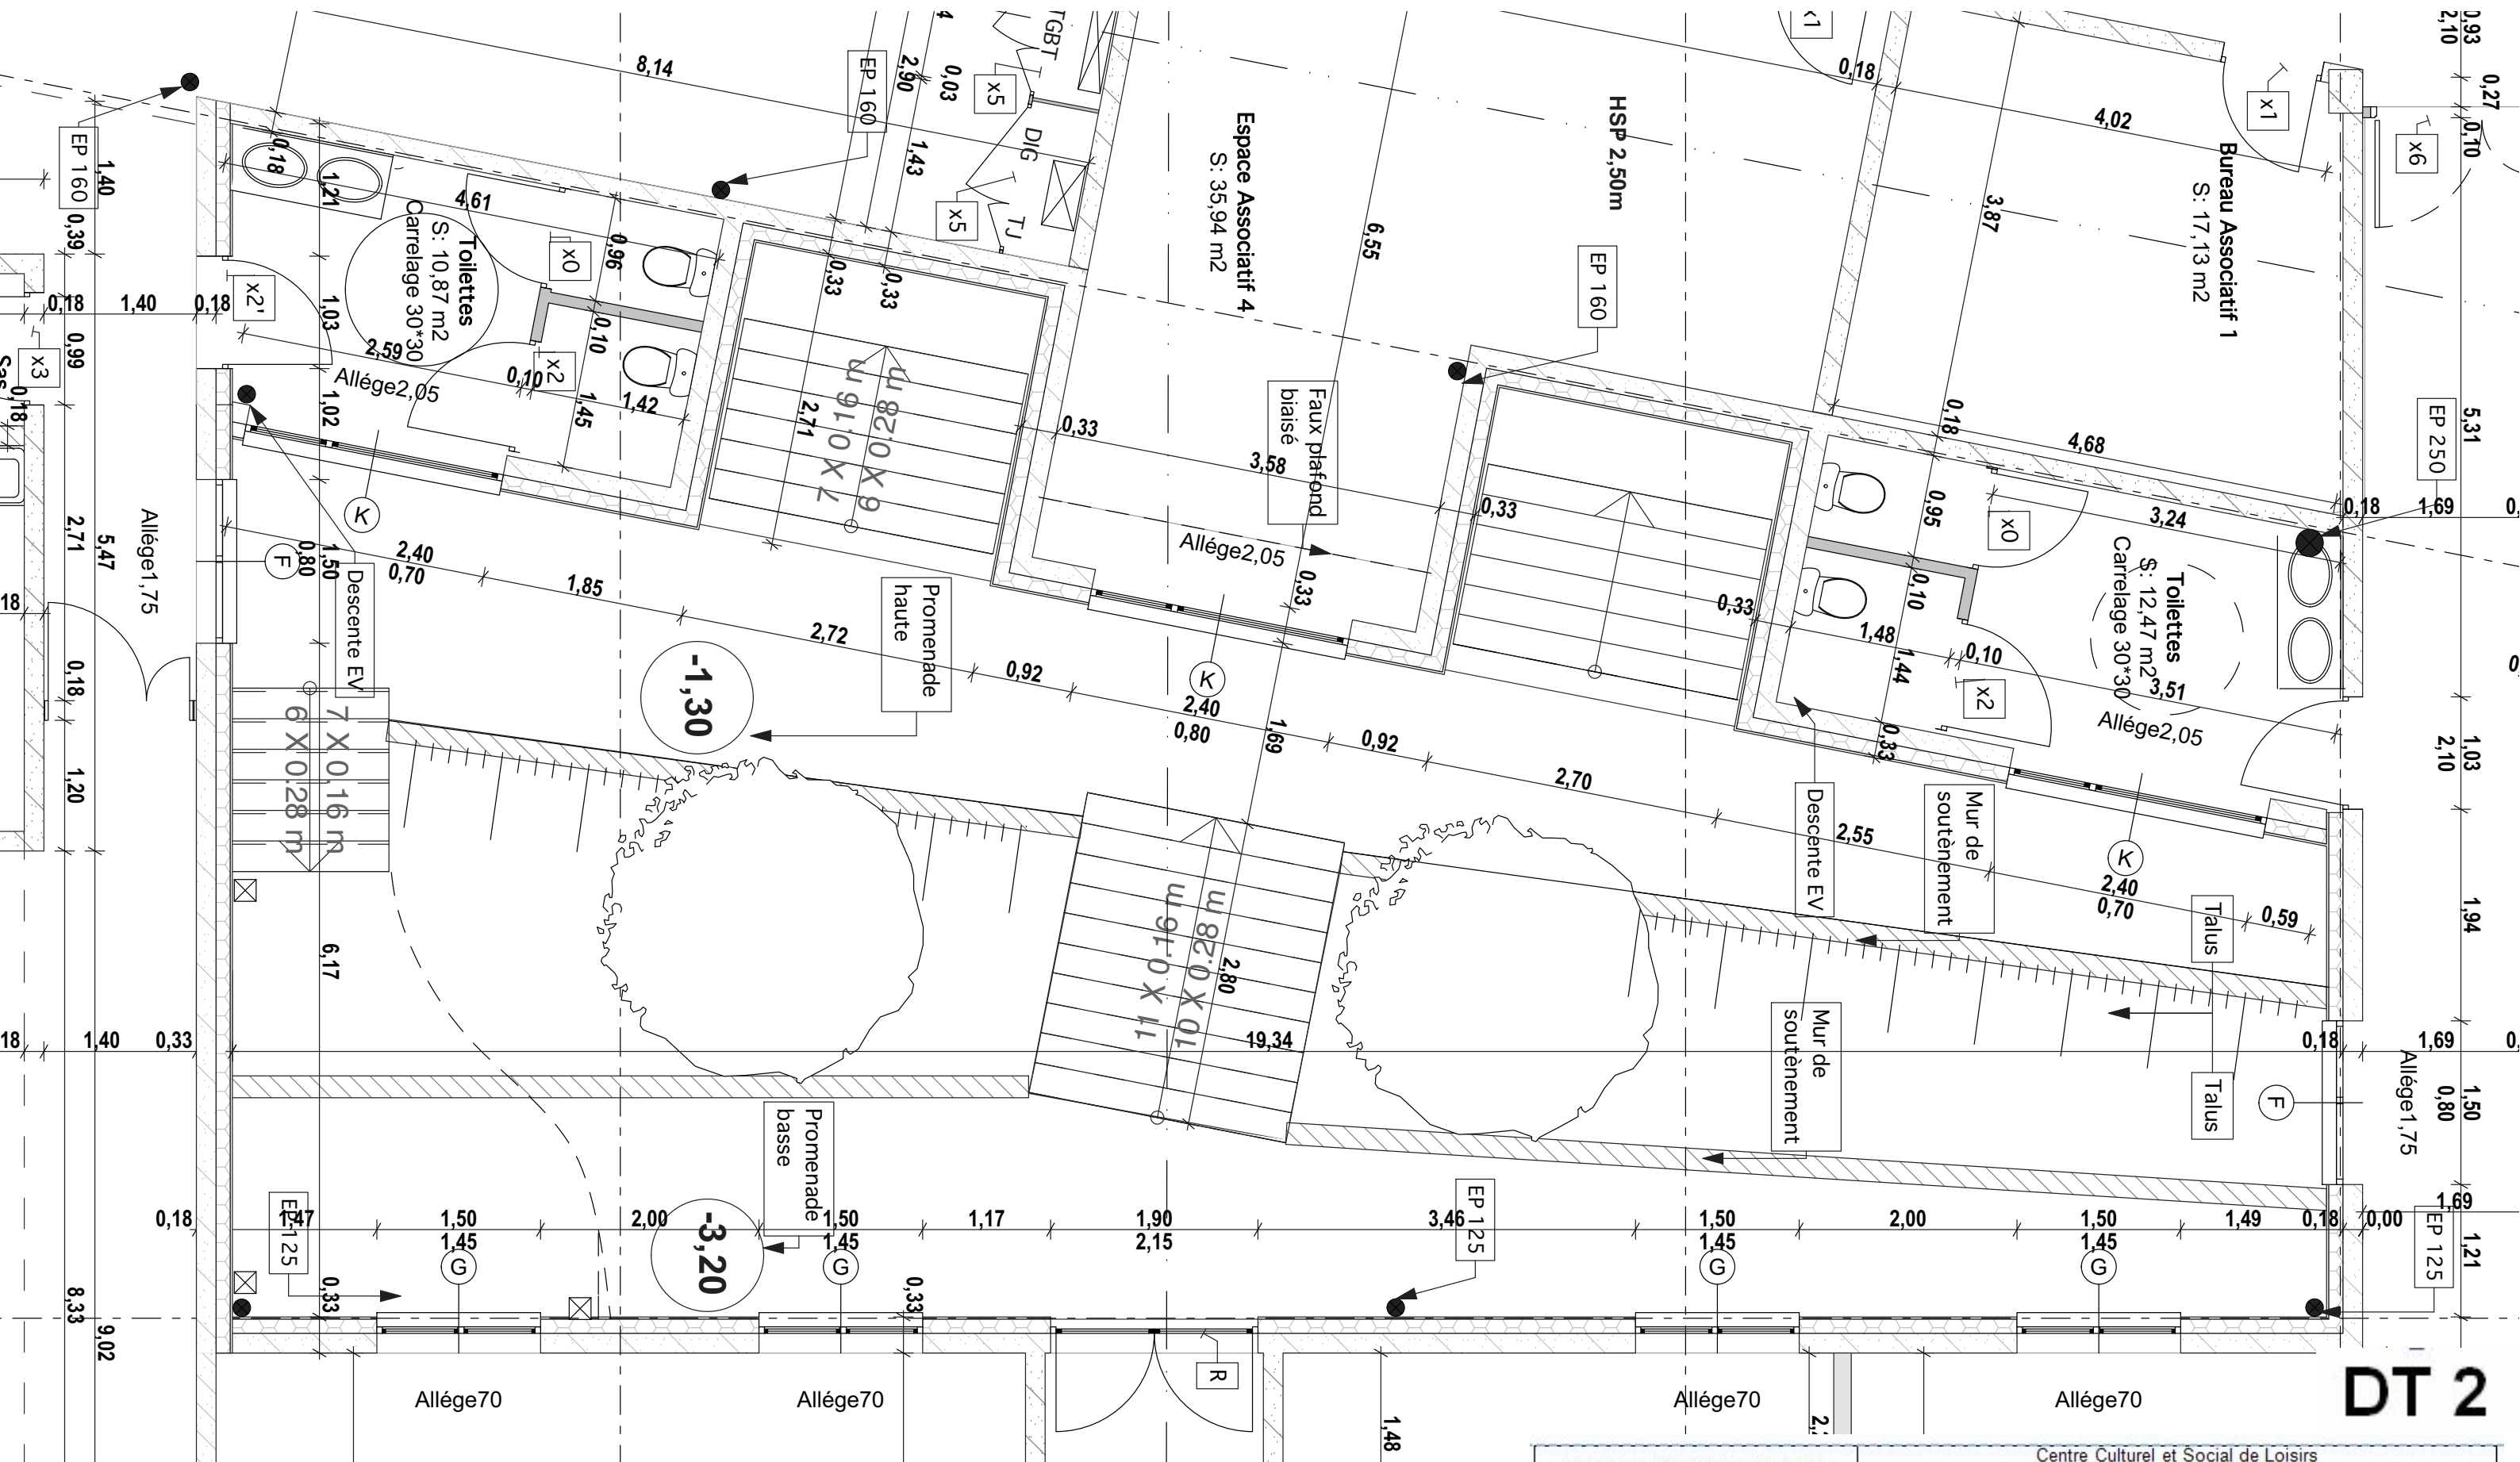 8,14
EP 160
2,90
0,03
1,43
TGBT
x5
DIG
x5
TJ
Espace Associatif 4
S: 35,94 m2
HSP 2,50m
6,55
x1
0,18
4,02
x1
x6
Bureau Associatif 1
S: 17,13 m2
3,87
0,93
2,10
0,27
0,10
5,31
EP 160
1,40
0,39
0,18
1,21
4,61
Toilettes
S: 10,87 m2
Carrelage 30*30
x0
0,96
0,10
x2
1,45
1,42
0,10
2,59
Allége2,05
1,03
1,02
x2'
0,18
1,40
0,18
0,99
x3
Sas
0,18
0,33
0,33
2,71
7 X 0.16 m
6 X 0.28 m
0,33
3,58
Faux plafond
biaisé
EP 160
0,33
Allége2,05
0,33
0,18
4,68
0,95
x0
3,24
0,18
1,69
EP 250
Toilettes
S: 12,47 m2
Carrelage 30*30
0,10
0,33
1,48
0,10
1,44
x2
3,51
Allége2,05
0,33
1,03
2,10
K
K
K
F
F
2,71
5,47
Allége1,75
18
0,18
1,20
1,50
0,80
2,40
0,70
1,85
2,72
0,92
2,40
0,80
0,92
2,70
2,55
2,40
0,70
0,59
1,69
Descente EV
Promenade
haute
-1,30
7 X 0,16 m
6 X 0.28 m
Descente EV
Mur de
soutènement
Talus
Talus
1,94
6,17
11 X 0.16 m
10 X 0.28 m
2,80
Mur de
soutènement
18
1,40
0,33
19,34
0,18
1,69
Allége1,75
1,50
0,80
Promenade
basse
-3,20
0,18
EP 125
1,47
1,50
1,45
2,00
1,50
1,45
1,17
1,90
2,15
3,46
EP 125
1,50
1,45
2,00
1,50
1,45
1,49
0,18
0,00
1,69
EP 125
1,21
G
G
G
G
0,33
0,33
8,33
9,02
R
Allége70
Allége70
Allége70
Allége70
1,48
DT 2
Centre Culturel et Social de Loisirs